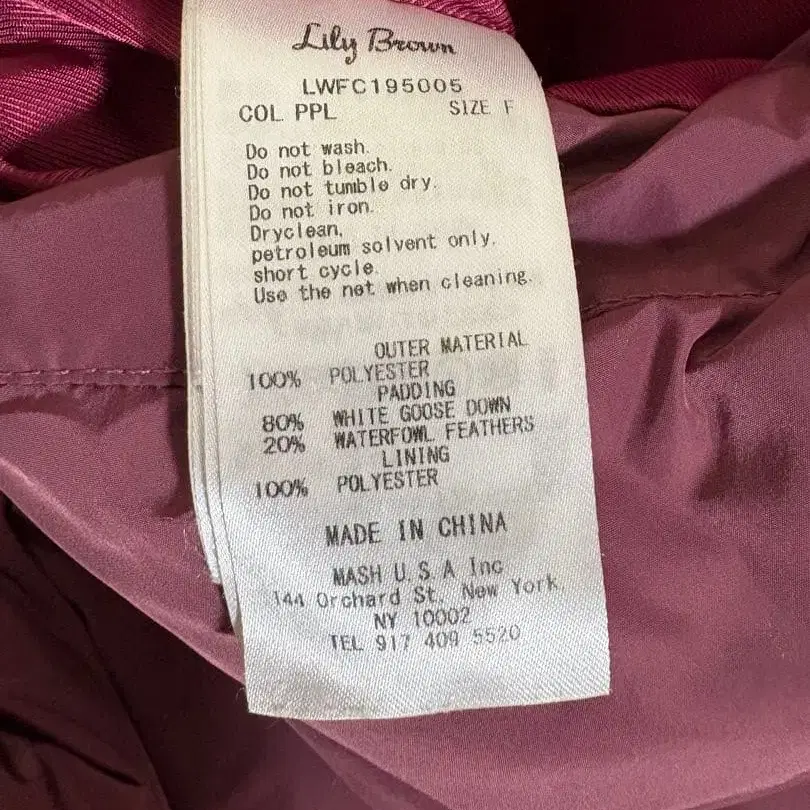 Lily Brown
LWFC195005
COL PPL SIZE F
Do not wash.
Do not bleach.
Do not tumble dry.
Do not iron.
Dryclean.
petroleum solvent only.
short cycle.
Use the net when cleaning.
OUTER MATERIAL
100% POLYESTER
PADDING
80% WHITE GOOSE DOWN
20% WATERFOWL FEATHERS
LINING
100% POLYESTER
MADE IN CHINA
MASH U.S.A Inc
144 Orchard St. New York,
NY 10002
TEL 917 409 5520